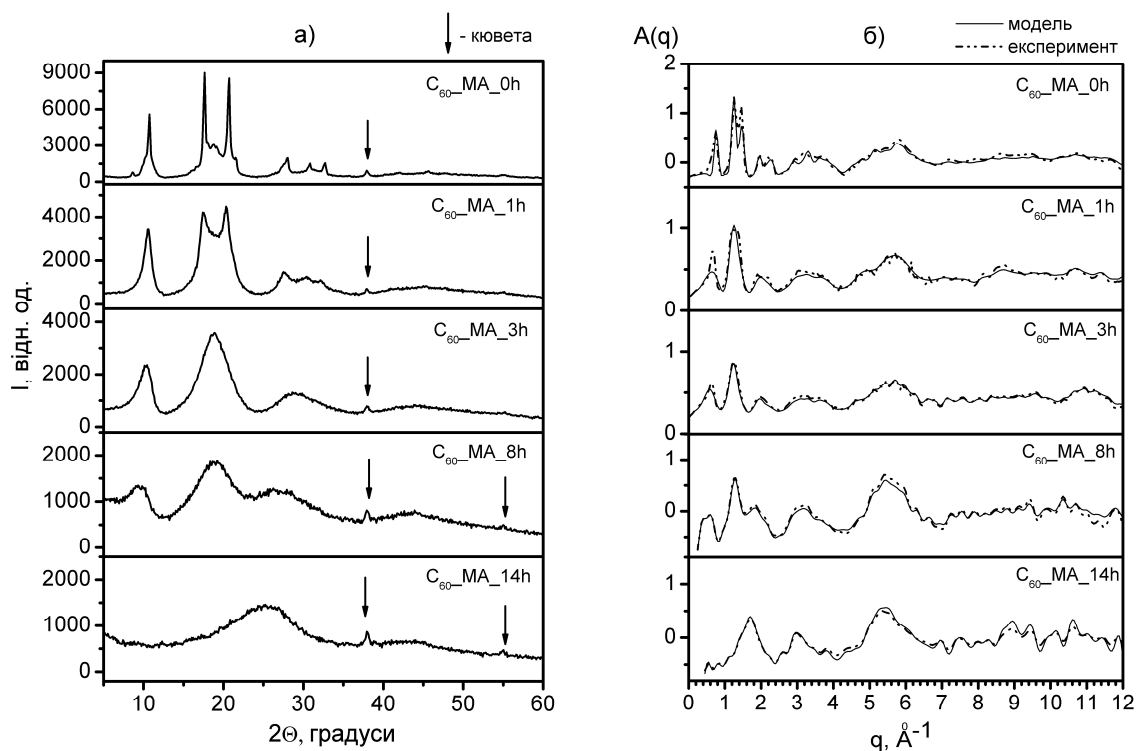 а)
- кювета
I, відн. од.
9000
6000
3000
0
C₆₀_MA_0h
4000
2000
0
C₆₀_MA_1h
4000
2000
0
C₆₀_MA_3h
2000
1000
0
C₆₀_MA_8h
2000
1000
0
C₆₀_MA_14h
10 20 30 40 50 60
2Θ, градуси
A(q)
б)
модель
експеримент
2
1
0
C₆₀_MA_0h
1
0
C₆₀_MA_1h
1
0
C₆₀_MA_3h
1
0
C₆₀_MA_8h
1
0
C₆₀_MA_14h
0 1 2 3 4 5 6 7 8 9 10 11 12
q, Å⁻¹